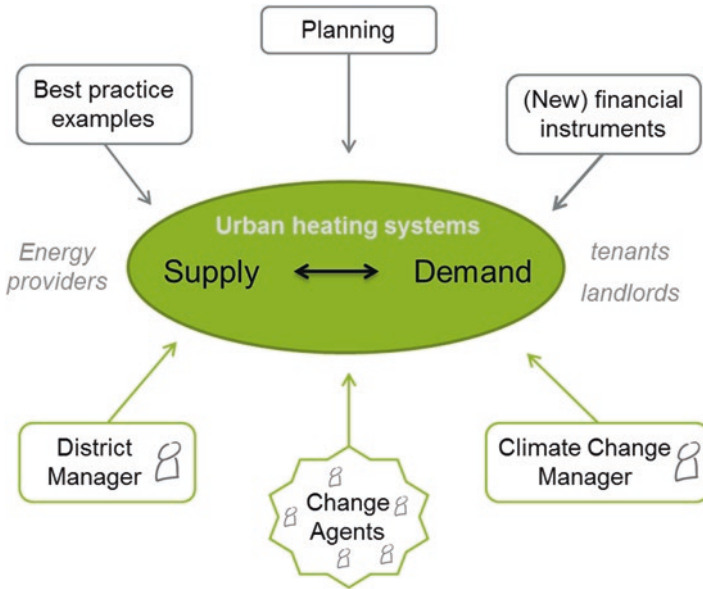 Planning
Best practice
examples
(New) financial
instruments
Urban heating systems
Energy
providers
Supply
Demand
tenants
landlords
District
Manager
Change
Agents
Climate Change
Manager